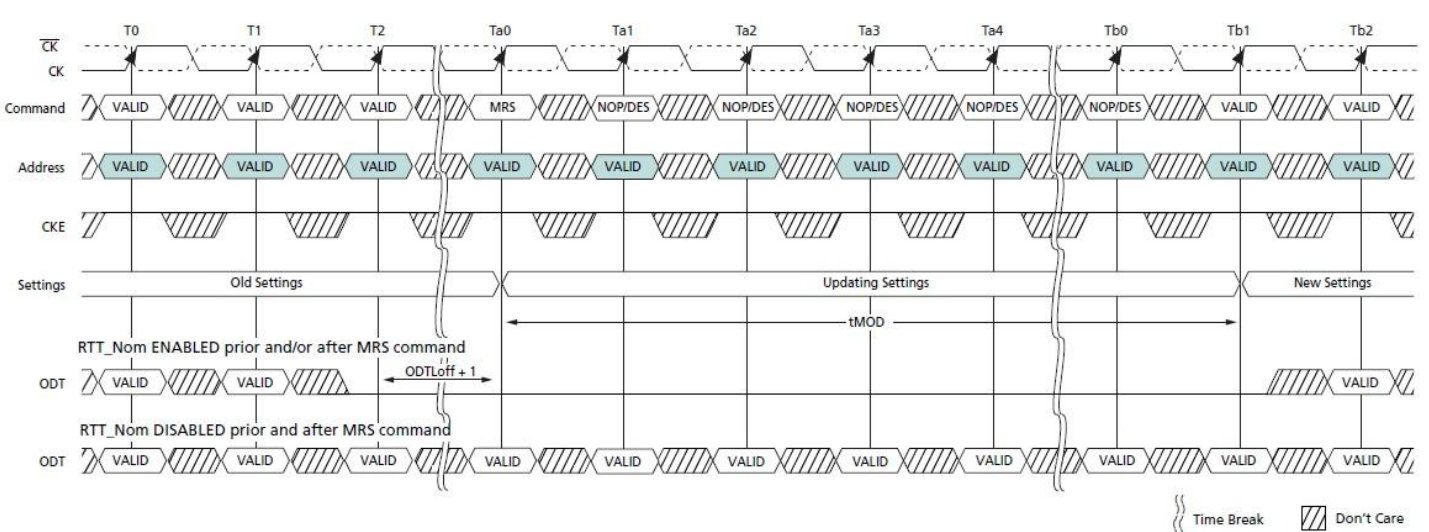 T0 T1 T2 Ta0 Ta1 Ta2 Ta3 Ta4 Tb0 Tb1 Tb2
CK
CK
Command VALID VALID VALID MRS NOP/DES NOP/DES NOP/DES NOP/DES NOP/DES VALID VALID
Address VALID VALID VALID VALID VALID VALID VALID VALID VALID VALID VALID
CKE
Settings Old Settings Updating Settings New Settings
tMOD
RTT_Nom ENABLED prior and/or after MRS command
ODTLoff + 1
ODT VALID VALID VALID
RTT_Nom DISABLED prior and after MRS command
ODT VALID VALID VALID VALID VALID VALID VALID VALID VALID VALID VALID
Time Break Don't Care